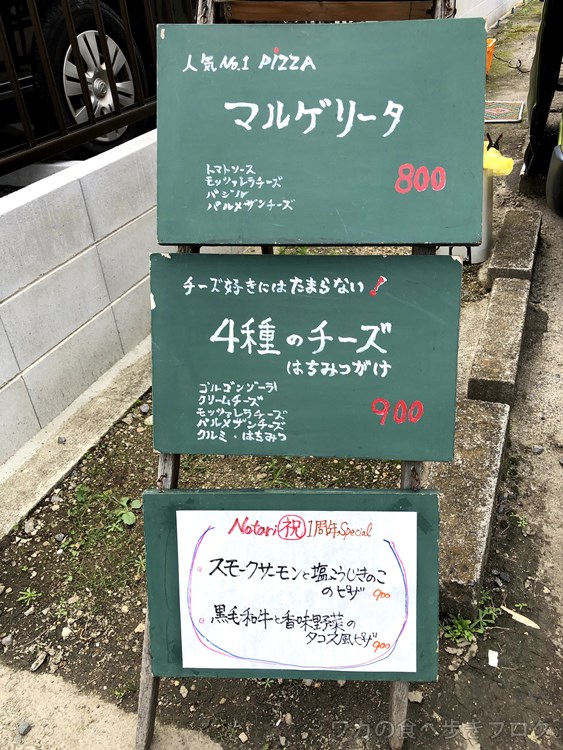 人気No.1 PIZZA
マルゲリータ
トマトソース
モッツァレラチーズ
バジル
パルメザンチーズ
800
チーズ好きにはたまらない!
4種のチーズ
はちみつがけ
ゴルゴンゾーラ
クリームチーズ
モッツァレラチーズ
パルメザンチーズ
クルミ・はちみつ
900
Notari ㊗ 1周年Special
スモークサーモンと塩こうじきのこ
のピザ 900
黒毛和牛と香味野菜の
タコス風ピザ 900
ワカの食べ歩きブログ